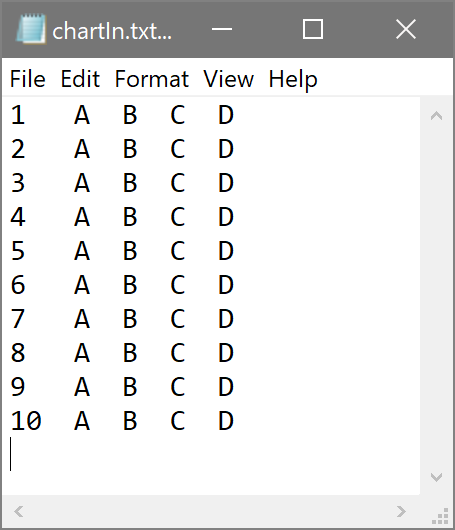 chartIn.txt...
File Edit Format View Help
1   A  B  C  D
2   A  B  C  D
3   A  B  C  D
4   A  B  C  D
5   A  B  C  D
6   A  B  C  D
7   A  B  C  D
8   A  B  C  D
9   A  B  C  D
10  A  B  C  D